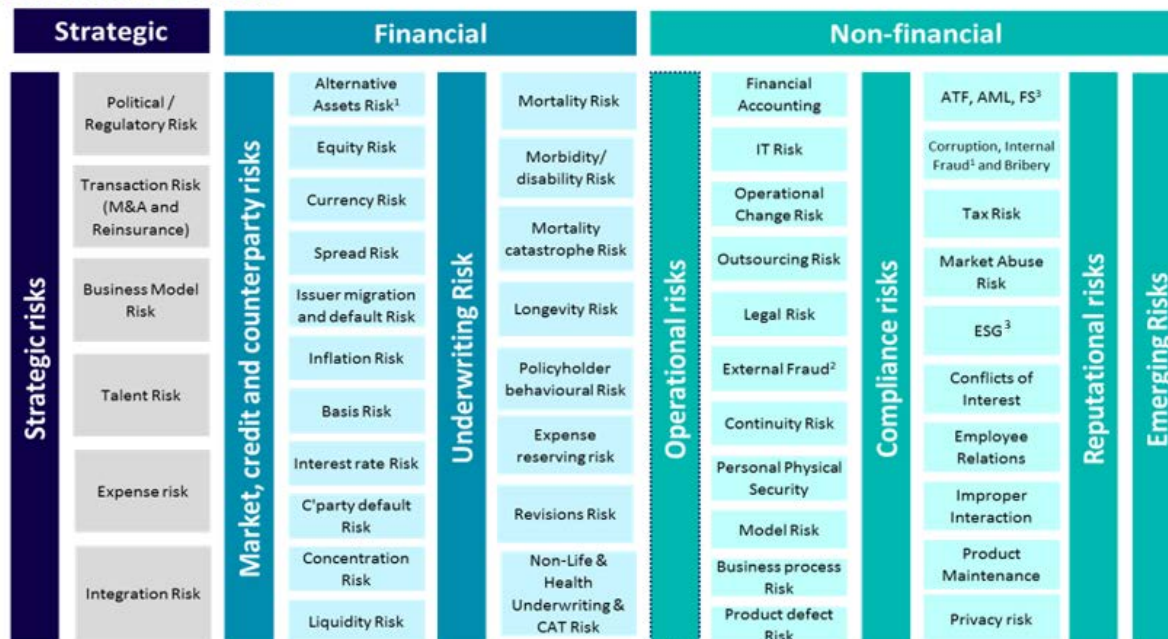 Strategic
Financial
Non-financial
Strategic risks
Political /
Regulatory Risk
Transaction Risk
(M&A and
Reinsurance)
Business Model
Risk
Talent Risk
Expense risk
Integration Risk
Market, credit and counterparty risks
Alternative
Assets Risk¹
Equity Risk
Currency Risk
Spread Risk
Issuer migration
and default Risk
Inflation Risk
Basis Risk
Interest rate Risk
C'party default
Risk
Concentration
Risk
Liquidity Risk
Underwriting Risk
Mortality Risk
Morbidity/
disability Risk
Mortality
catastrophe Risk
Longevity Risk
Policyholder
behavioural Risk
Expense
reserving risk
Revisions Risk
Non-Life &
Health
Underwriting &
CAT Risk
Operational risks
Financial
Accounting
IT Risk
Operational
Change Risk
Outsourcing Risk
Legal Risk
External Fraud²
Continuity Risk
Personal Physical
Security
Model Risk
Business process
Risk
Product defect
Risk
Compliance risks
ATF, AML, FS³
Corruption, Internal
Fraud¹ and Bribery
Tax Risk
Market Abuse
Risk
ESG³
Conflicts of
Interest
Employee
Relations
Improper
Interaction
Product
Maintenance
Privacy risk
Reputational risks
Emerging Risks